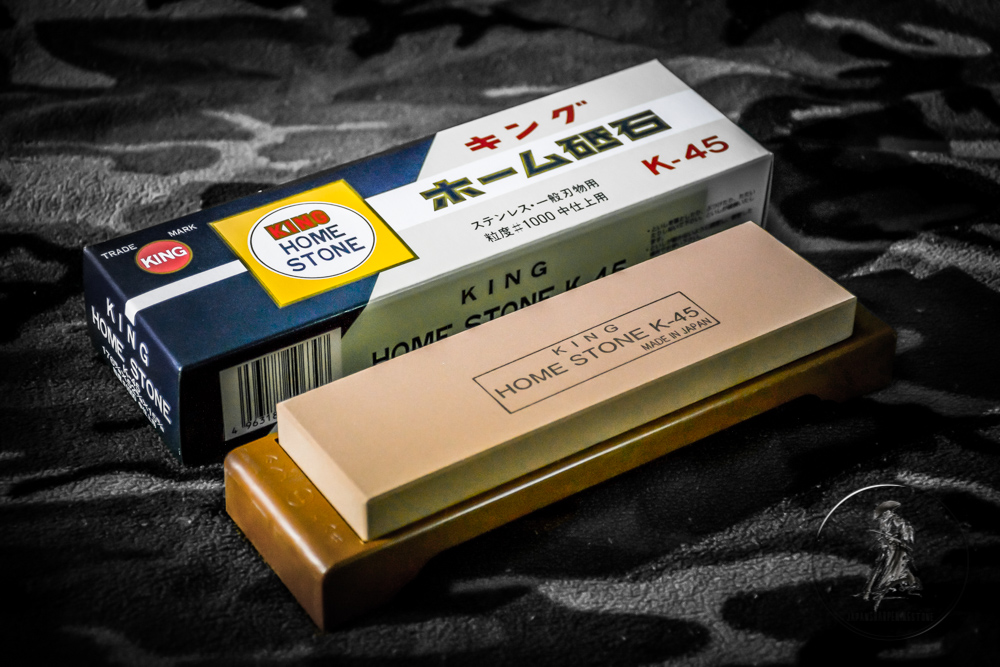 キング
ホーム砥石
K-45
ステンレス・一般刃物用
粒度#1000 中仕上用
TRADE MARK
KING
KING
HOME
STONE
KING
HOME STONE K-45
KING
HOME STONE
KING
HOME STONE K-45
MADE IN JAPAN
KING